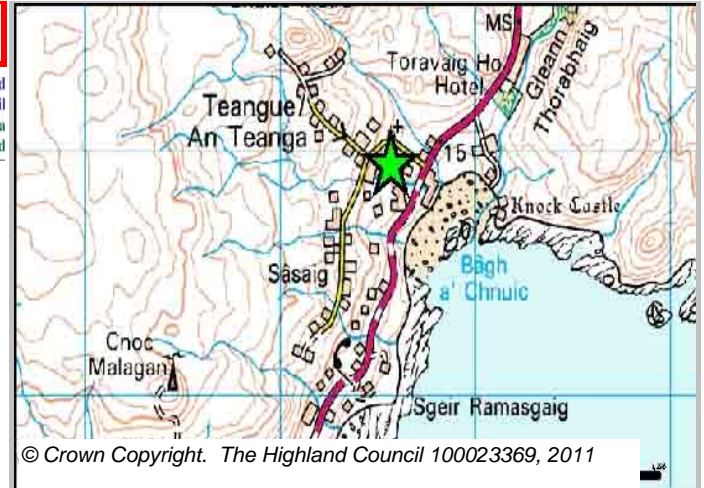 MS
Toravaig Ho
Hotel
Gleann
Thorabhaig
Teangue/
An Teanga
15
Knock Castle
Sàsaig
Bàgh
a' Chnuic
Cnoc
Malagan
Sgeir Ramasgaig
© Crown Copyright. The Highland Council 100023369, 2011